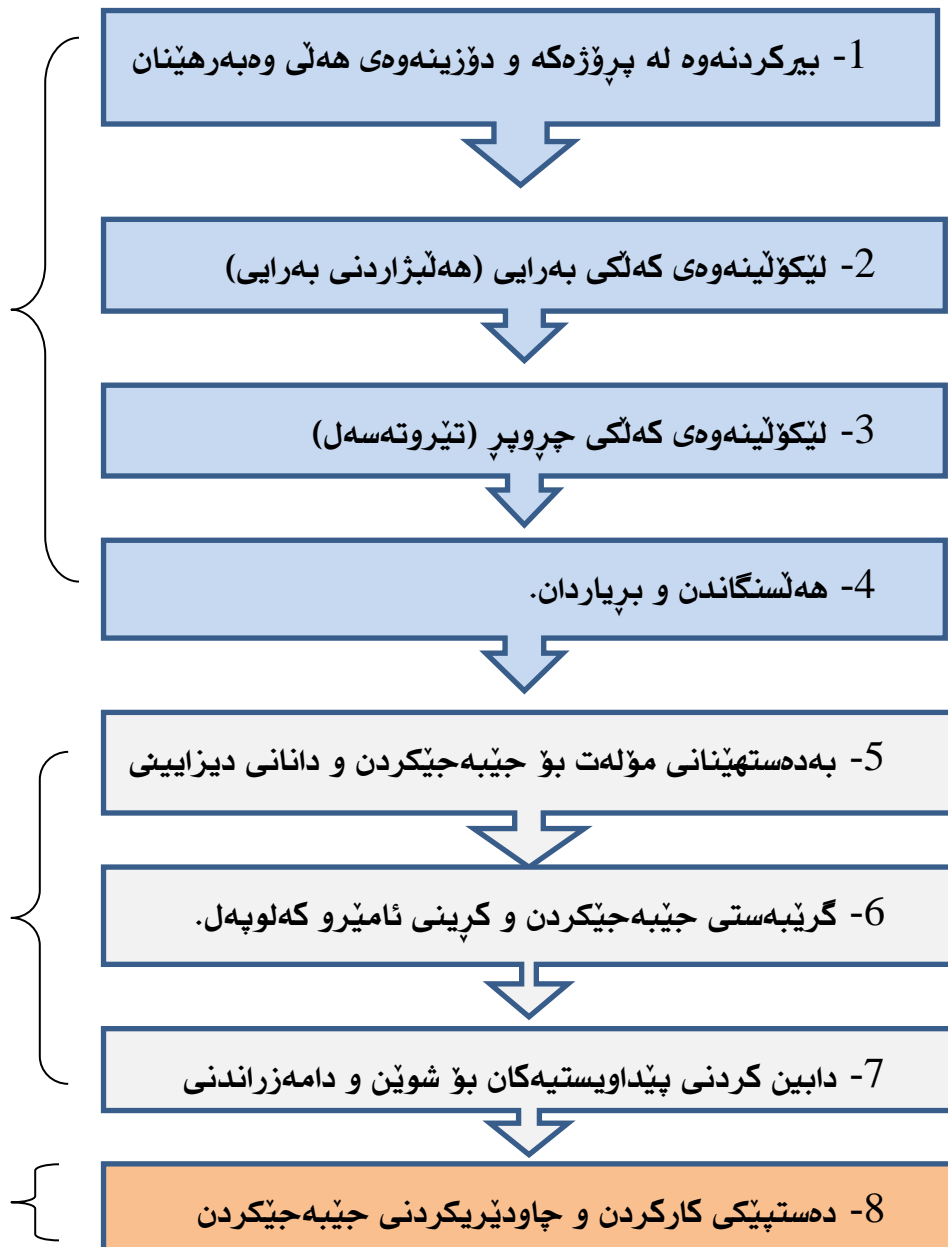 1- بیرکردنەوە لە پڕۆژەکە و دۆزینەوەی هەڵی وەبەرهێنان
2- لێکۆڵینەوەی کەڵکی بەرایی (هەڵبژاردنی بەرایی)
3- لێکۆڵینەوەی کەڵکی چڕوپڕ (تێروتەسەل)
4- هەڵسنگاندن و بڕیاردان.
5- بەدەستهێنانی مۆڵەت بۆ جێبەجێکردن و دانانی دیزایینی
6- گرێبەستی جێبەجێکردن و کڕینی ئامێرو کەلوپەل.
7- دابین کردنی پێداویستیەکان بۆ شوێن و دامەزراندنی
8- دەستپێکی کارکردن و چاودێریکردنی جێبەجێکردن